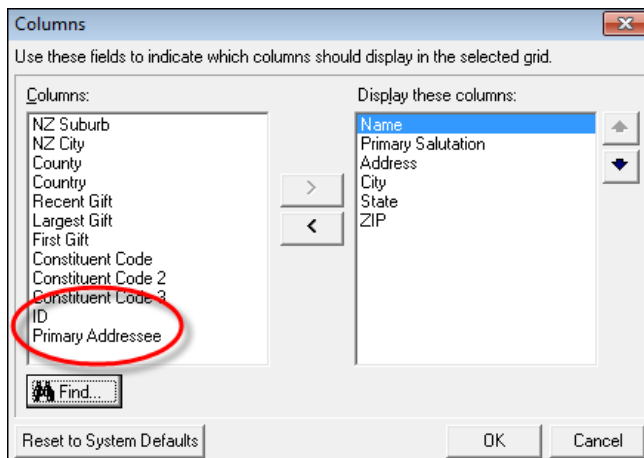 Columns
Use these fields to indicate which columns should display in the selected grid.
Columns:
NZ Suburb
NZ City
County
Country
Recent Gift
Largest Gift
First Gift
Constituent Code
Constituent Code 2
Constituent Code 3
ID
Primary Addressee
Find...
>
<
Display these columns:
Name
Primary Salutation
Address
City
State
ZIP
Reset to System Defaults
OK
Cancel